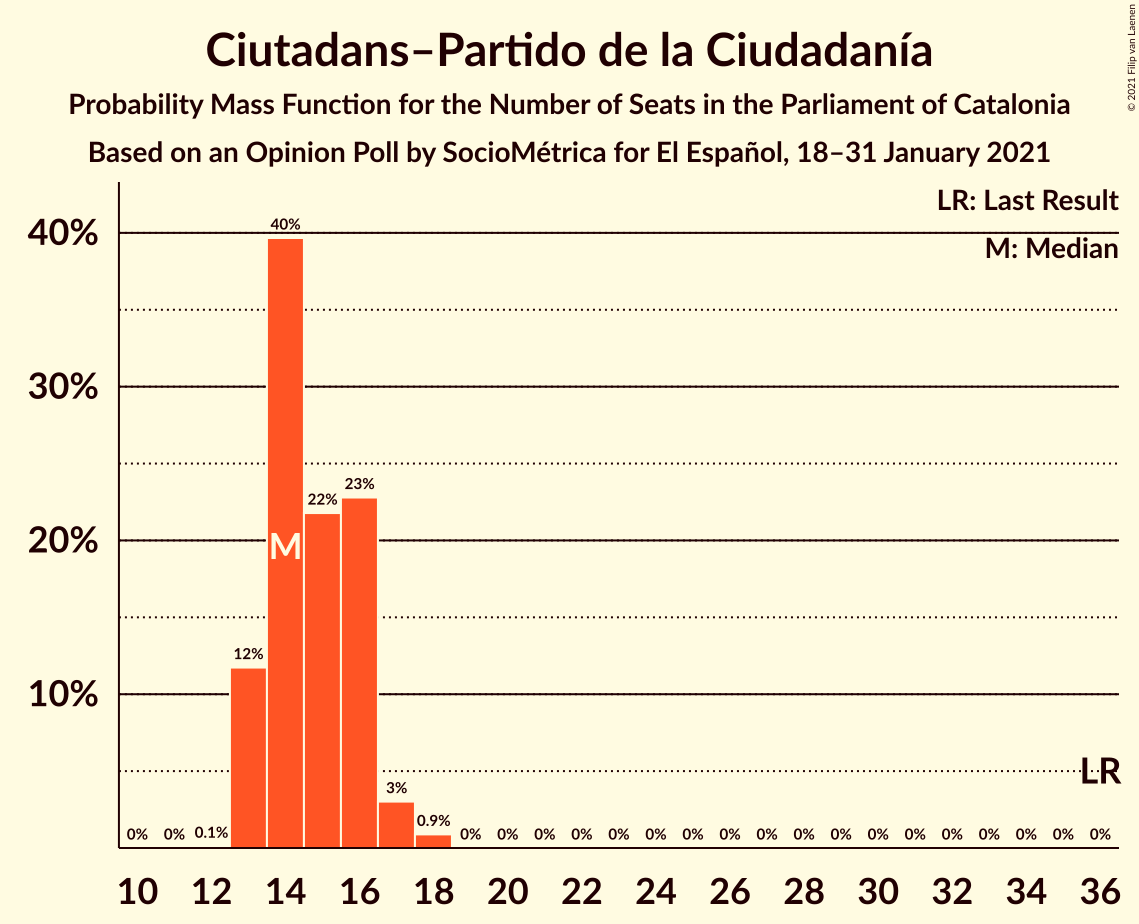 Ciutadans–Partido de la Ciudadanía
Probability Mass Function for the Number of Seats in the Parliament of Catalonia
Based on an Opinion Poll by SocioMétrica for El Español, 18–31 January 2021
© 2021 Filip van Laenen
LR: Last Result
M: Median
40%
30%
20%
10%
0% 0% 0.1% 12% 40% 22% 23% 3% 0.9% 0% 0% 0% 0% 0% 0% 0% 0% 0% 0% 0% 0% 0% 0% 0% 0% 0% 0%
M
LR
10 12 14 16 18 20 22 24 26 28 30 32 34 36